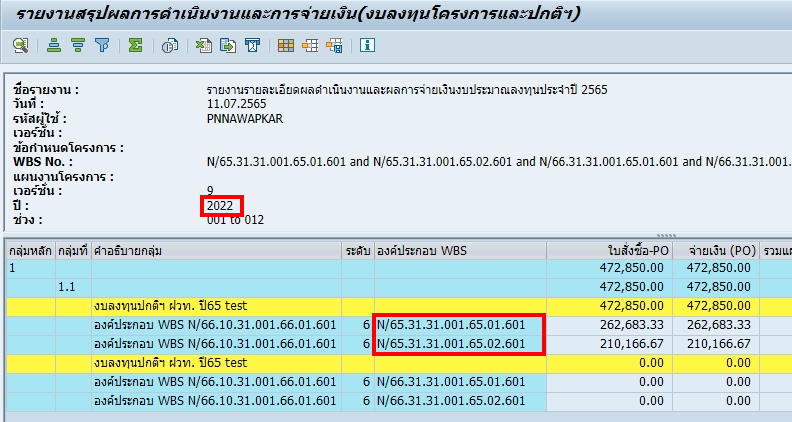 รายงานสรุปผลการดำเนินงานและการจ่ายเงิน(งบลงทุนโครงการและปกติฯ)
ชื่อรายงาน : รายงานรายละเอียดผลดำเนินงานและผลการจ่ายเงินงบประมาณลงทุนประจำปี 2565
วันที่ : 11.07.2565
รหัสผู้ใช้ : PNNAWAPKAR
เวอร์ชั่น :
ข้อกำหนดโครงการ :
WBS No. : N/65.31.31.001.65.01.601 and N/65.31.31.001.65.02.601 and N/66.31.31.001.65.01.601 and N/66.31.31.001.
แผนงานโครงการ :
เวอร์ชั่น : 9
ปี : 2022
ช่วง : 001 to 012
กลุ่มหลัก กลุ่มที่ คำอธิบายกลุ่ม ระดับ องค์ประกอบ WBS ใบสั่งซื้อ-PO จ่ายเงิน (PO) รวมแผ
1 472,850.00 472,850.00
1.1 472,850.00 472,850.00
งบลงทุนปกติฯ ฝวท. ปี65 test 472,850.00 472,850.00
องค์ประกอบ WBS N/66.10.31.001.66.01.601 6 N/65.31.31.001.65.01.601 262,683.33 262,683.33
องค์ประกอบ WBS N/66.10.31.001.66.01.601 6 N/65.31.31.001.65.02.601 210,166.67 210,166.67
งบลงทุนปกติฯ ฝวท. ปี65 test 0.00 0.00
องค์ประกอบ WBS N/66.10.31.001.66.01.601 6 N/66.31.31.001.65.01.601 0.00 0.00
องค์ประกอบ WBS N/66.10.31.001.66.01.601 6 N/66.31.31.001.65.02.601 0.00 0.00